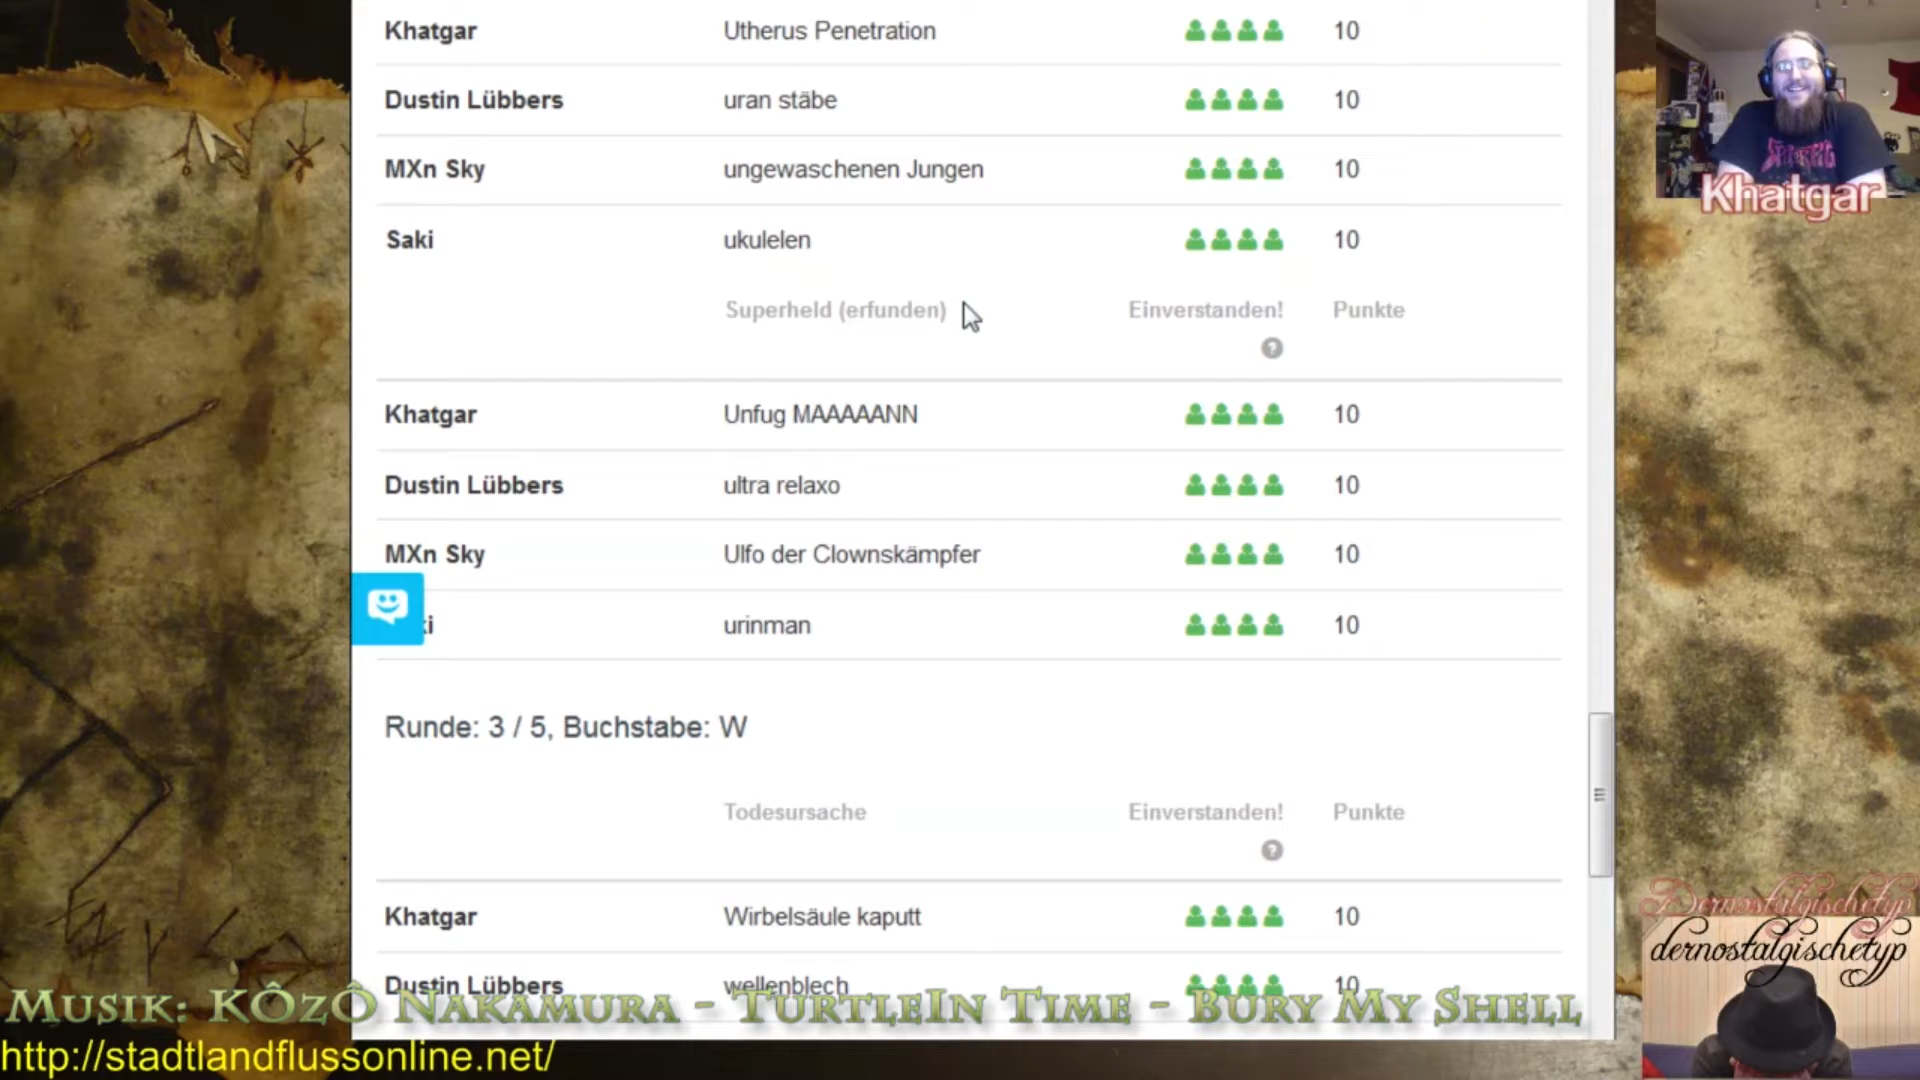 Khatgar Utherus Penetration 10
Dustin Lübbers uran stäbe 10
MXn Sky ungewaschenen Jungen 10
Khatgar
Saki ukulelen 10
Superheld (erfunden) Einverstanden! Punkte
?
Khatgar Unfug MAAAAANN 10
Dustin Lübbers ultra relaxo 10
MXn Sky Ulfo der Clownskämpfer 10
urinman 10
Runde: 3 / 5, Buchstabe: W
Todesursache Einverstanden! Punkte
?
Khatgar Wirbelsäule kaputt 10
Dernostalgischetyp
dernostalgischetyp
Dustin Lübbers wellenblech 10
Musik: KÔzÔ Nakamura - TurtleIn Time - Bury My Shell
http://stadtlandflussonline.net/